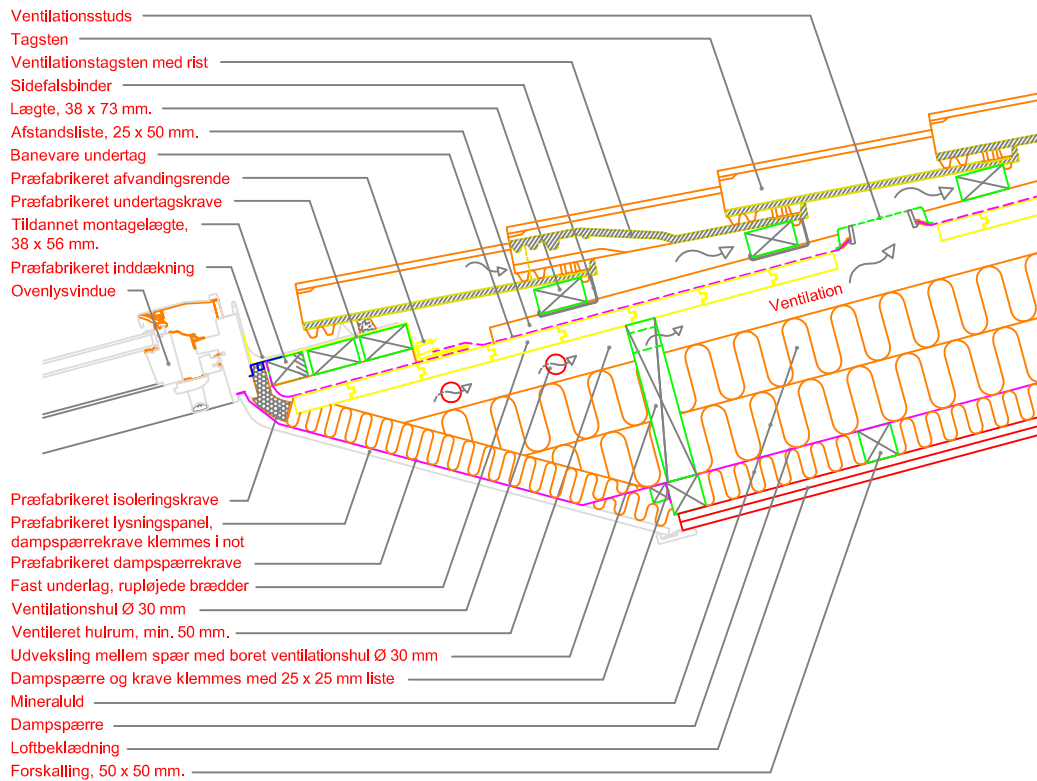 Ventilationsstuds
Tagsten
Ventilationstagsten med rist
Sidefalsbinder
Lægte, 38 x 73 mm.
Afstandsliste, 25 x 50 mm.
Banevare undertag
Præfabrikeret afvandingsrende
Præfabrikeret undertagskrave
Tildannet montagelægte,
38 x 56 mm.
Præfabrikeret inddækning
Ovenlysvindue
Ventilation
Præfabrikeret isoleringskrave
Præfabrikeret lysningspanel,
dampspærrekrave klemmes i not
Præfabrikeret dampspærrekrave
Fast underlag, rupløjede brædder
Ventilationshul Ø 30 mm
Ventileret hulrum, min. 50 mm.
Udveksling mellem spær med boret ventilationshul Ø 30 mm
Dampspærre og krave klemmes med 25 x 25 mm liste
Mineraluld
Dampspærre
Loftbeklædning
Forskalling, 50 x 50 mm.